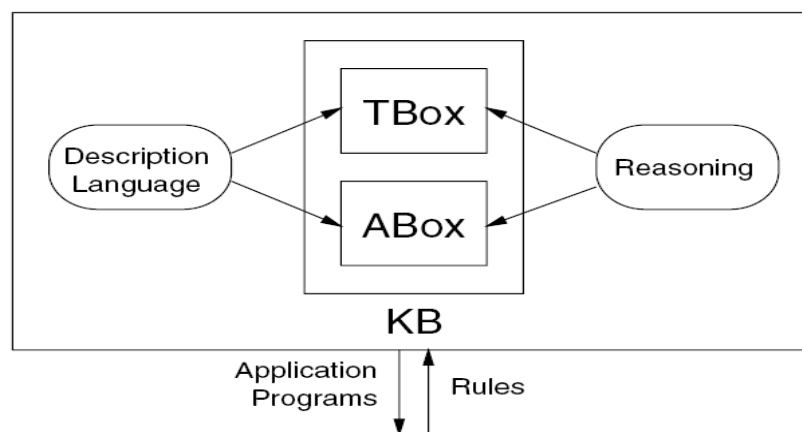 TBox
Description
Language
Reasoning
ABox
KB
Application
Programs
Rules